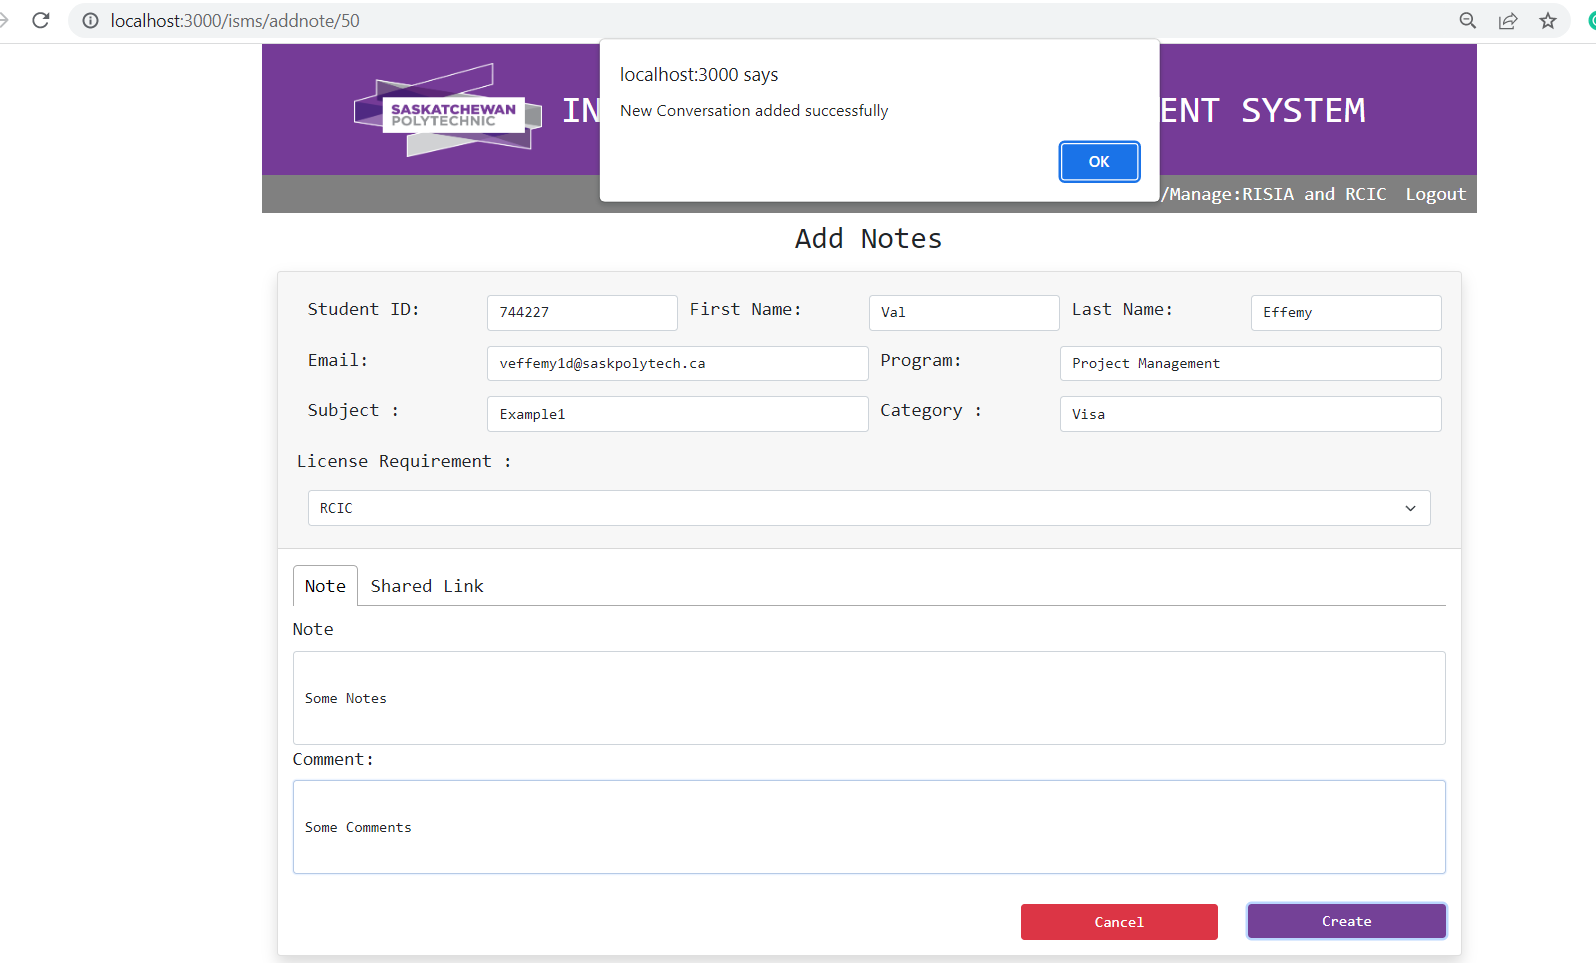 localhost:3000/isms/addnote/50
localhost:3000 says
New Conversation added successfully
OK
SASKATCHEWAN
POLYTECHNIC
SYSTEM
/Manage:RISIA and RCIC Logout
Add Notes
Student ID: 744227 First Name: Val Last Name: Effemy
Email: veffemy1d@saskpolytech.ca Program: Project Management
Subject : Example1 Category : Visa
License Requirement :
RCIC
Note Shared Link
Note
Some Notes
Comment:
Some Comments
Cancel Create